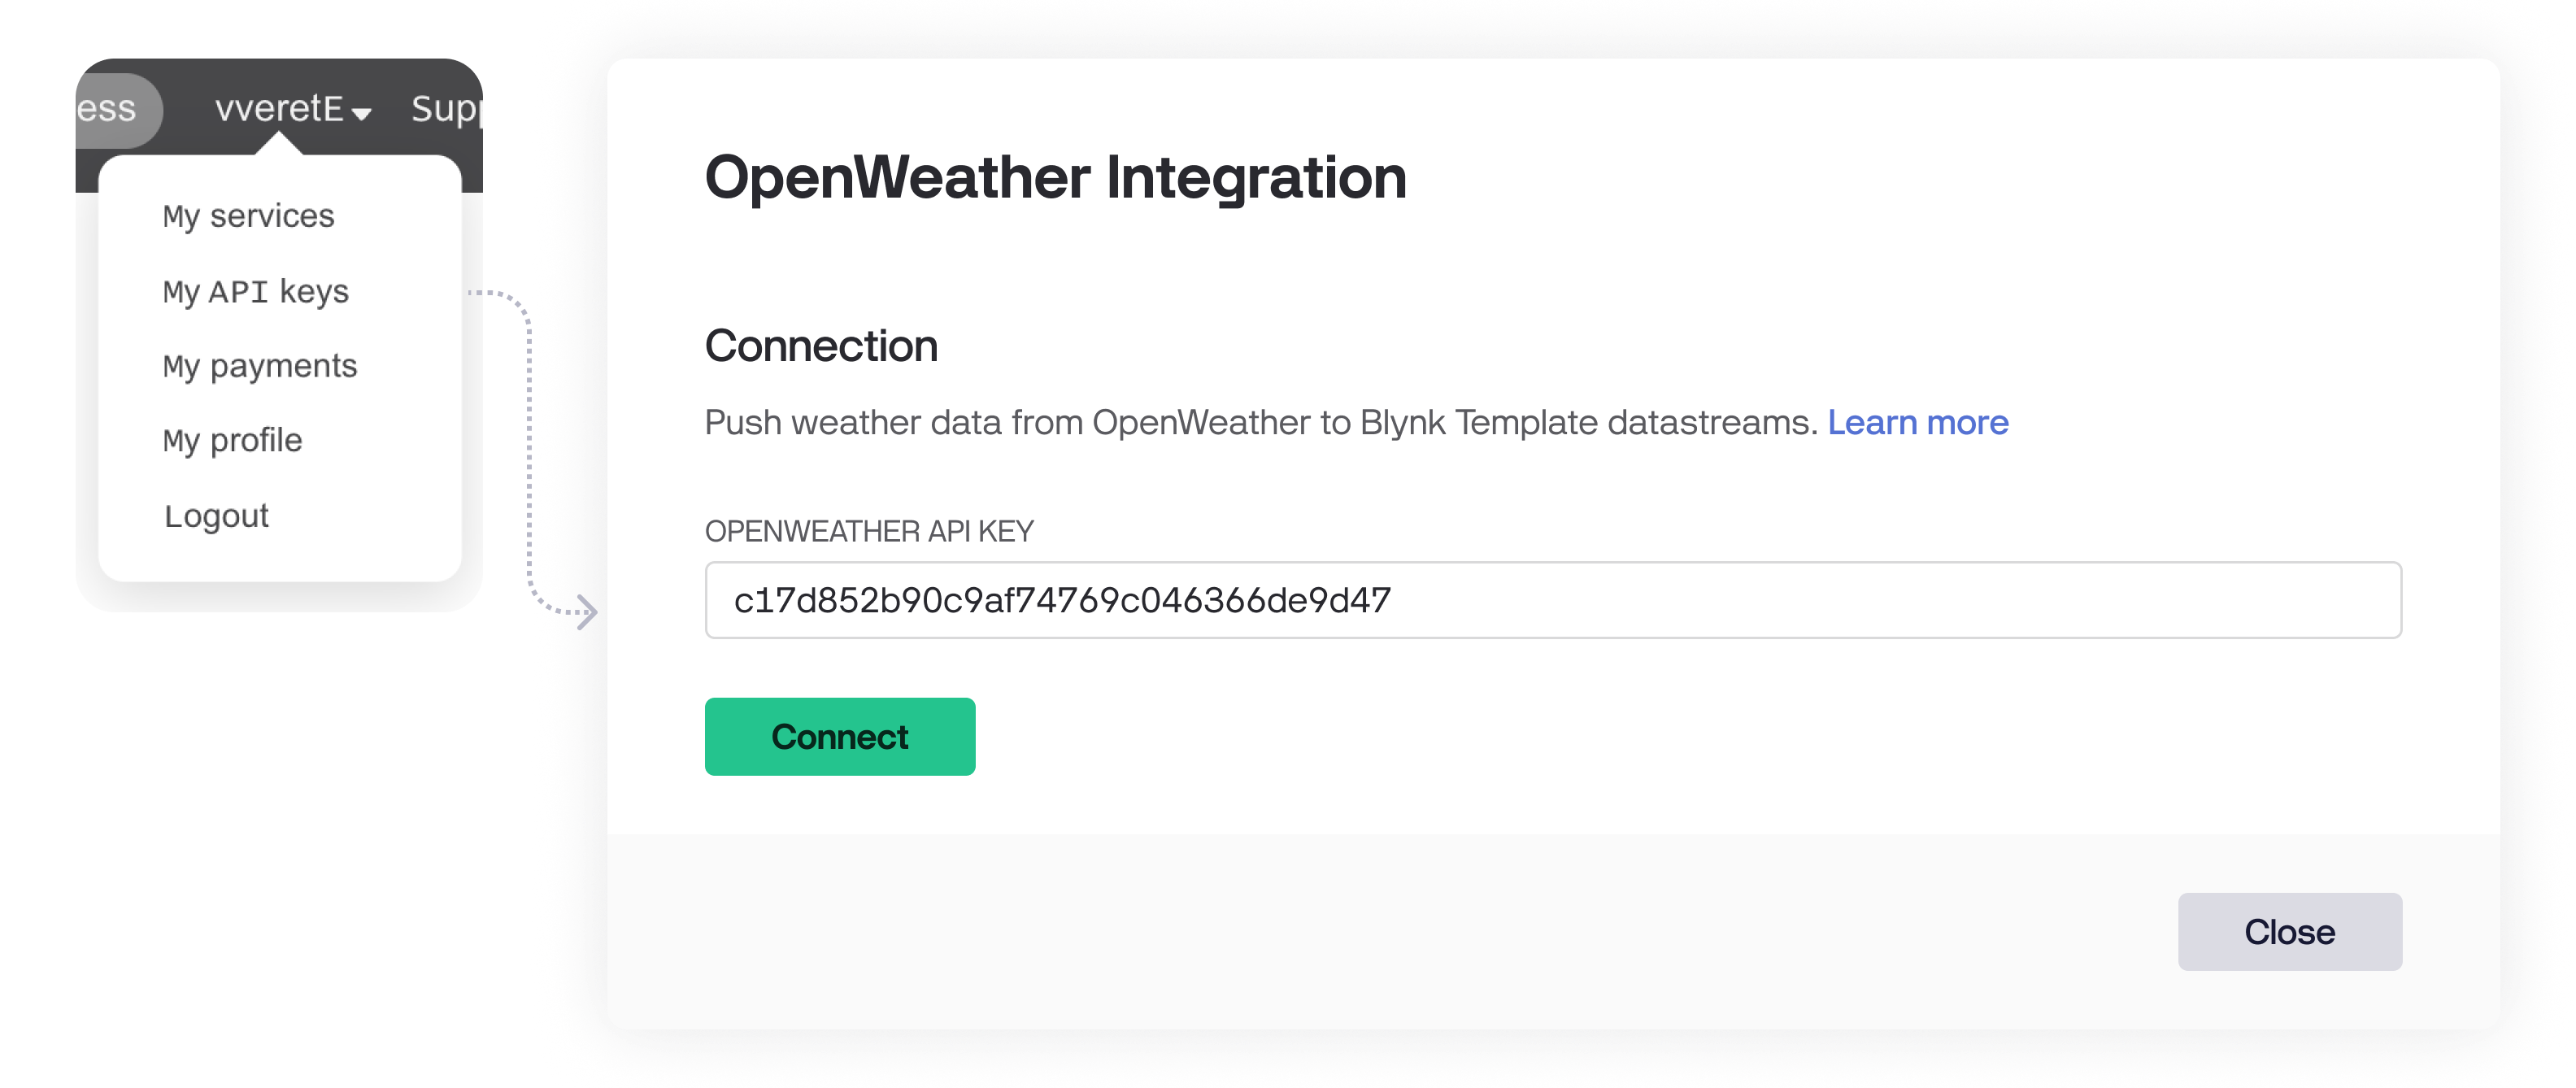 ess vveretE Supp
My services
My API keys
My payments
My profile
Logout
OpenWeather Integration
Connection
Push weather data from OpenWeather to Blynk Template datastreams. Learn more
OPENWEATHER API KEY
c17d852b90c9af74769c046366de9d47
Connect
Close